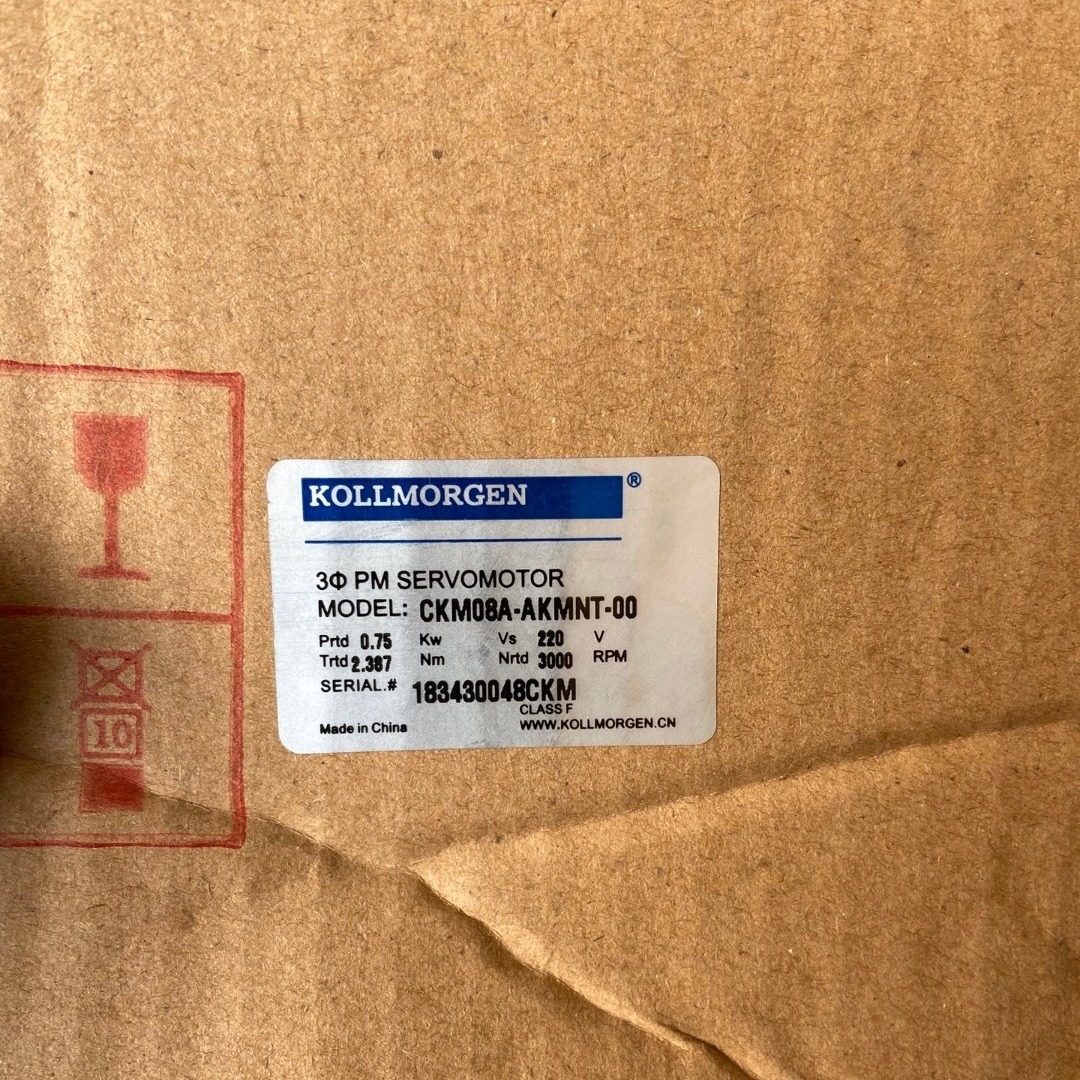 KOLLMORGEN®
3Φ PM SERVOMOTOR
MODEL: CKM08A-AKMNT-00
Prtd 0.75 Kw Vs 220 V
Trtd 2.387 Nm Nrtd 3000 RPM
SERIAL.# 183430048CKM
CLASS F
Made in China WWW.KOLLMORGEN.CN
10